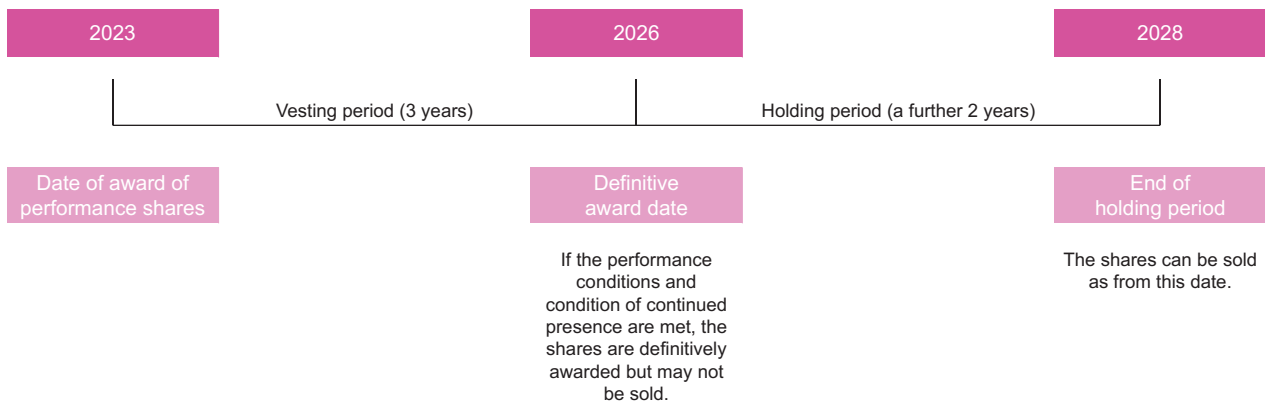 2023
2026
2028
Vesting period (3 years)
Holding period (a further 2 years)
Date of award of
performance shares
Definitive
award date
End of
holding period
If the performance
conditions and
condition of continued
presence are met, the
shares are definitively
awarded but may not
be sold.
The shares can be sold
as from this date.